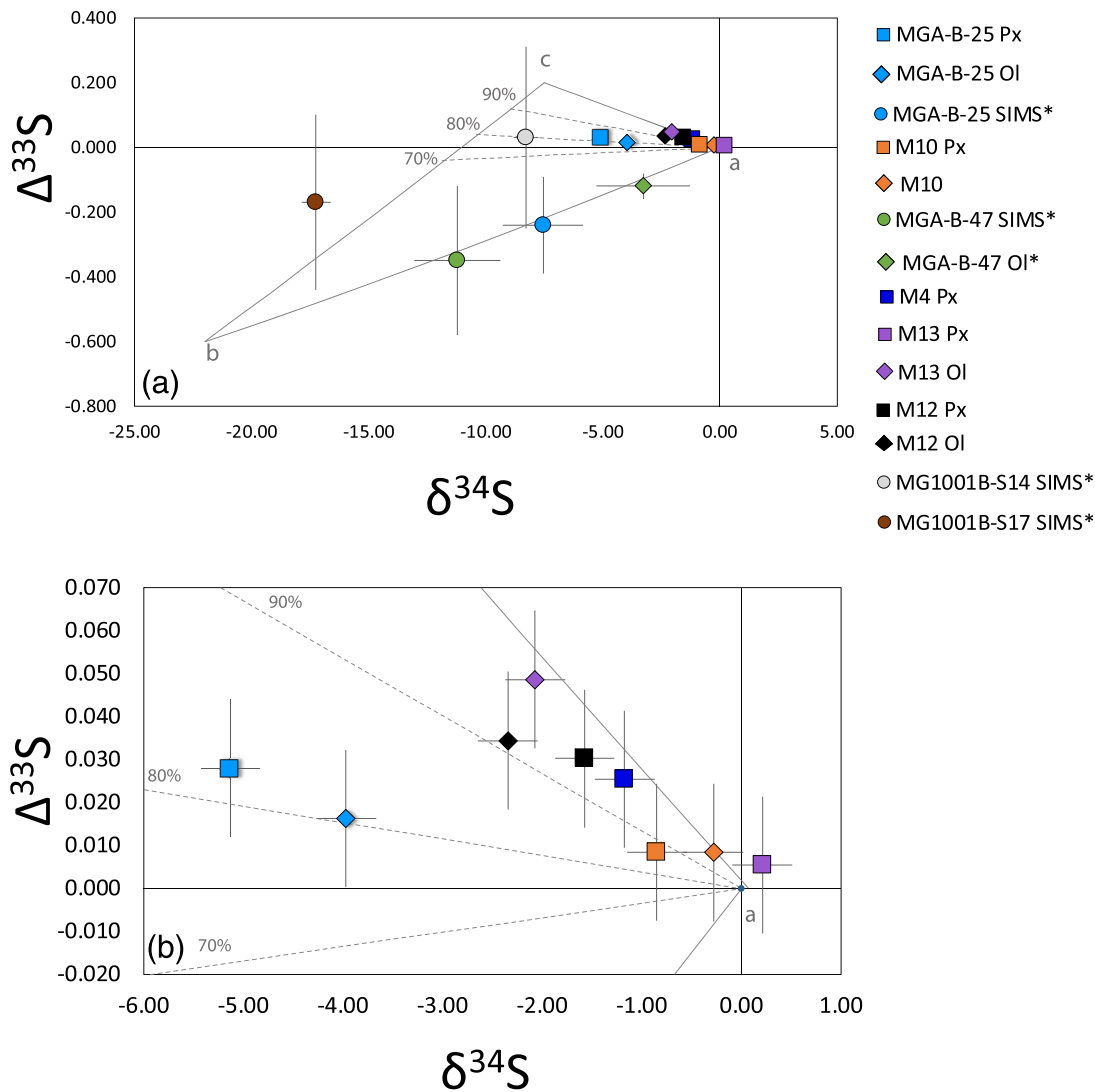 0.400
0.200
0.000
-0.200
-0.400
-0.600
-0.800
Δ³³S
c
90%
80%
70%
a
b
(a)
-25.00 -20.00 -15.00 -10.00 -5.00 0.00 5.00
δ³⁴S
MGA-B-25 Px
MGA-B-25 Ol
MGA-B-25 SIMS*
M10 Px
M10
MGA-B-47 SIMS*
MGA-B-47 Ol*
M4 Px
M13 Px
M13 Ol
M12 Px
M12 Ol
MG1001B-S14 SIMS*
MG1001B-S17 SIMS*
0.070
0.060
0.050
0.040
0.030
0.020
0.010
0.000
-0.010
-0.020
Δ³³S
90%
80%
70%
a
(b)
-6.00 -5.00 -4.00 -3.00 -2.00 -1.00 0.00 1.00
δ³⁴S